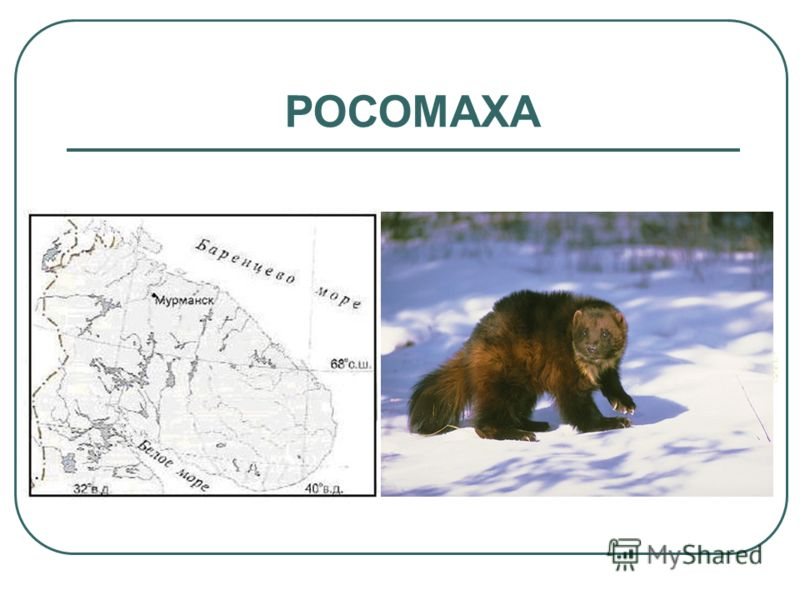 РОСОМАХА
Баренцево море
Мурманск
68°с.ш.
Белое море
32°в.д.
40°в.д.
MyShared